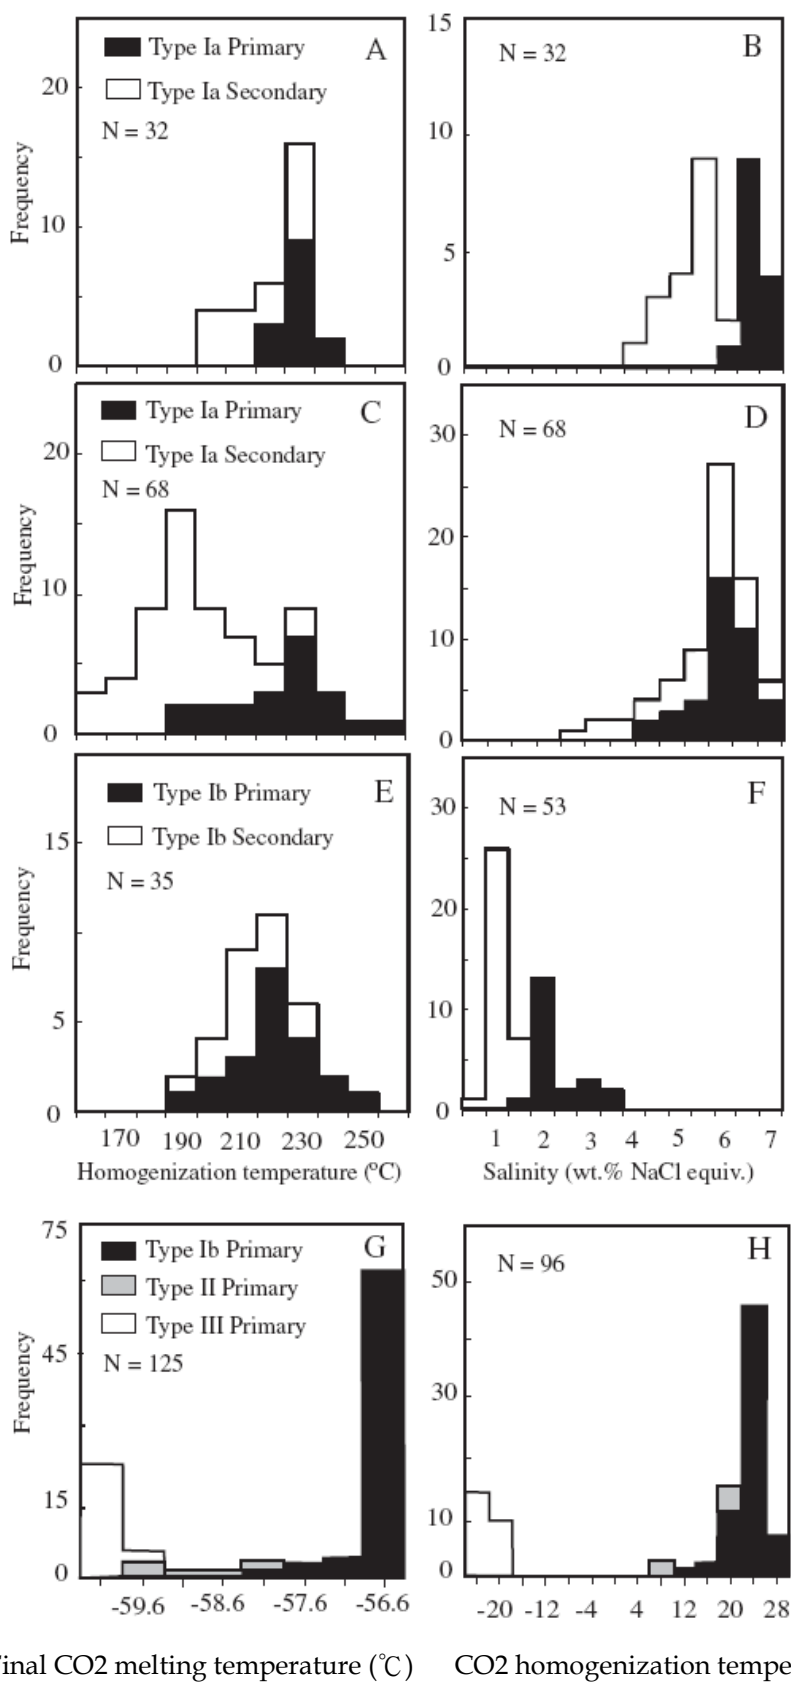 Type Ia Primary
Type Ia Secondary
N = 32
A
20
10
0
Frequency
15
N = 32
B
10
5
0
Type Ia Primary
Type Ia Secondary
N = 68
C
20
10
0
Frequency
N = 68
D
30
20
10
0
Type Ib Primary
Type Ib Secondary
N = 35
E
15
5
0
Frequency
170 190 210 230 250
Homogenization temperature (ºC)
N = 53
F
30
20
10
0
1 2 3 4 5 6 7
Salinity (wt.% NaCl equiv.)
75
Type Ib Primary
Type II Primary
Type III Primary
N = 125
G
45
15
0
Frequency
-59.6 -58.6 -57.6 -56.6
N = 96
H
50
30
10
0
-20 -12 -4 4 12 20 28
inal CO2 melting temperature (℃)
CO2 homogenization tempe